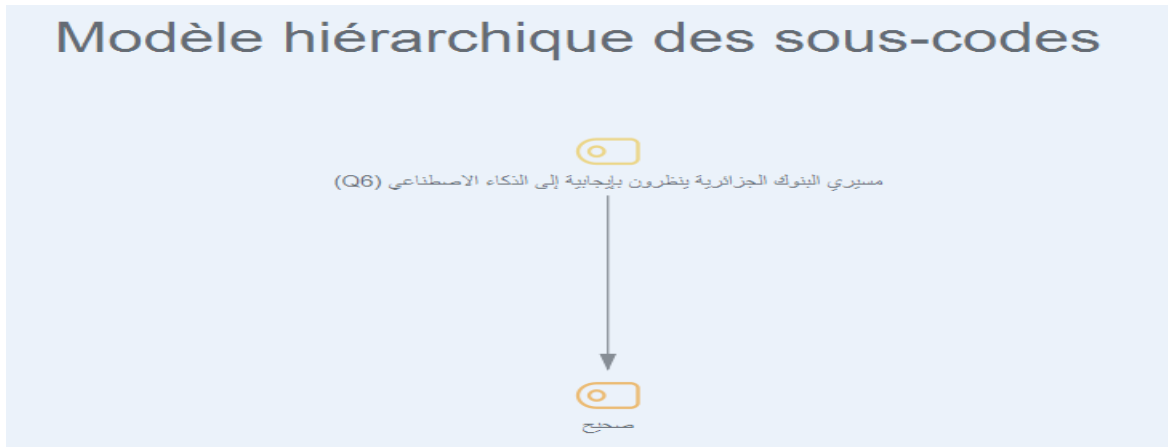 Modèle hiérarchique des sous-codes
مسيري البنوك الجزائرية ينظرون بإيجابية إلى الذكاء الاصطناعي (Q6)
صحيح